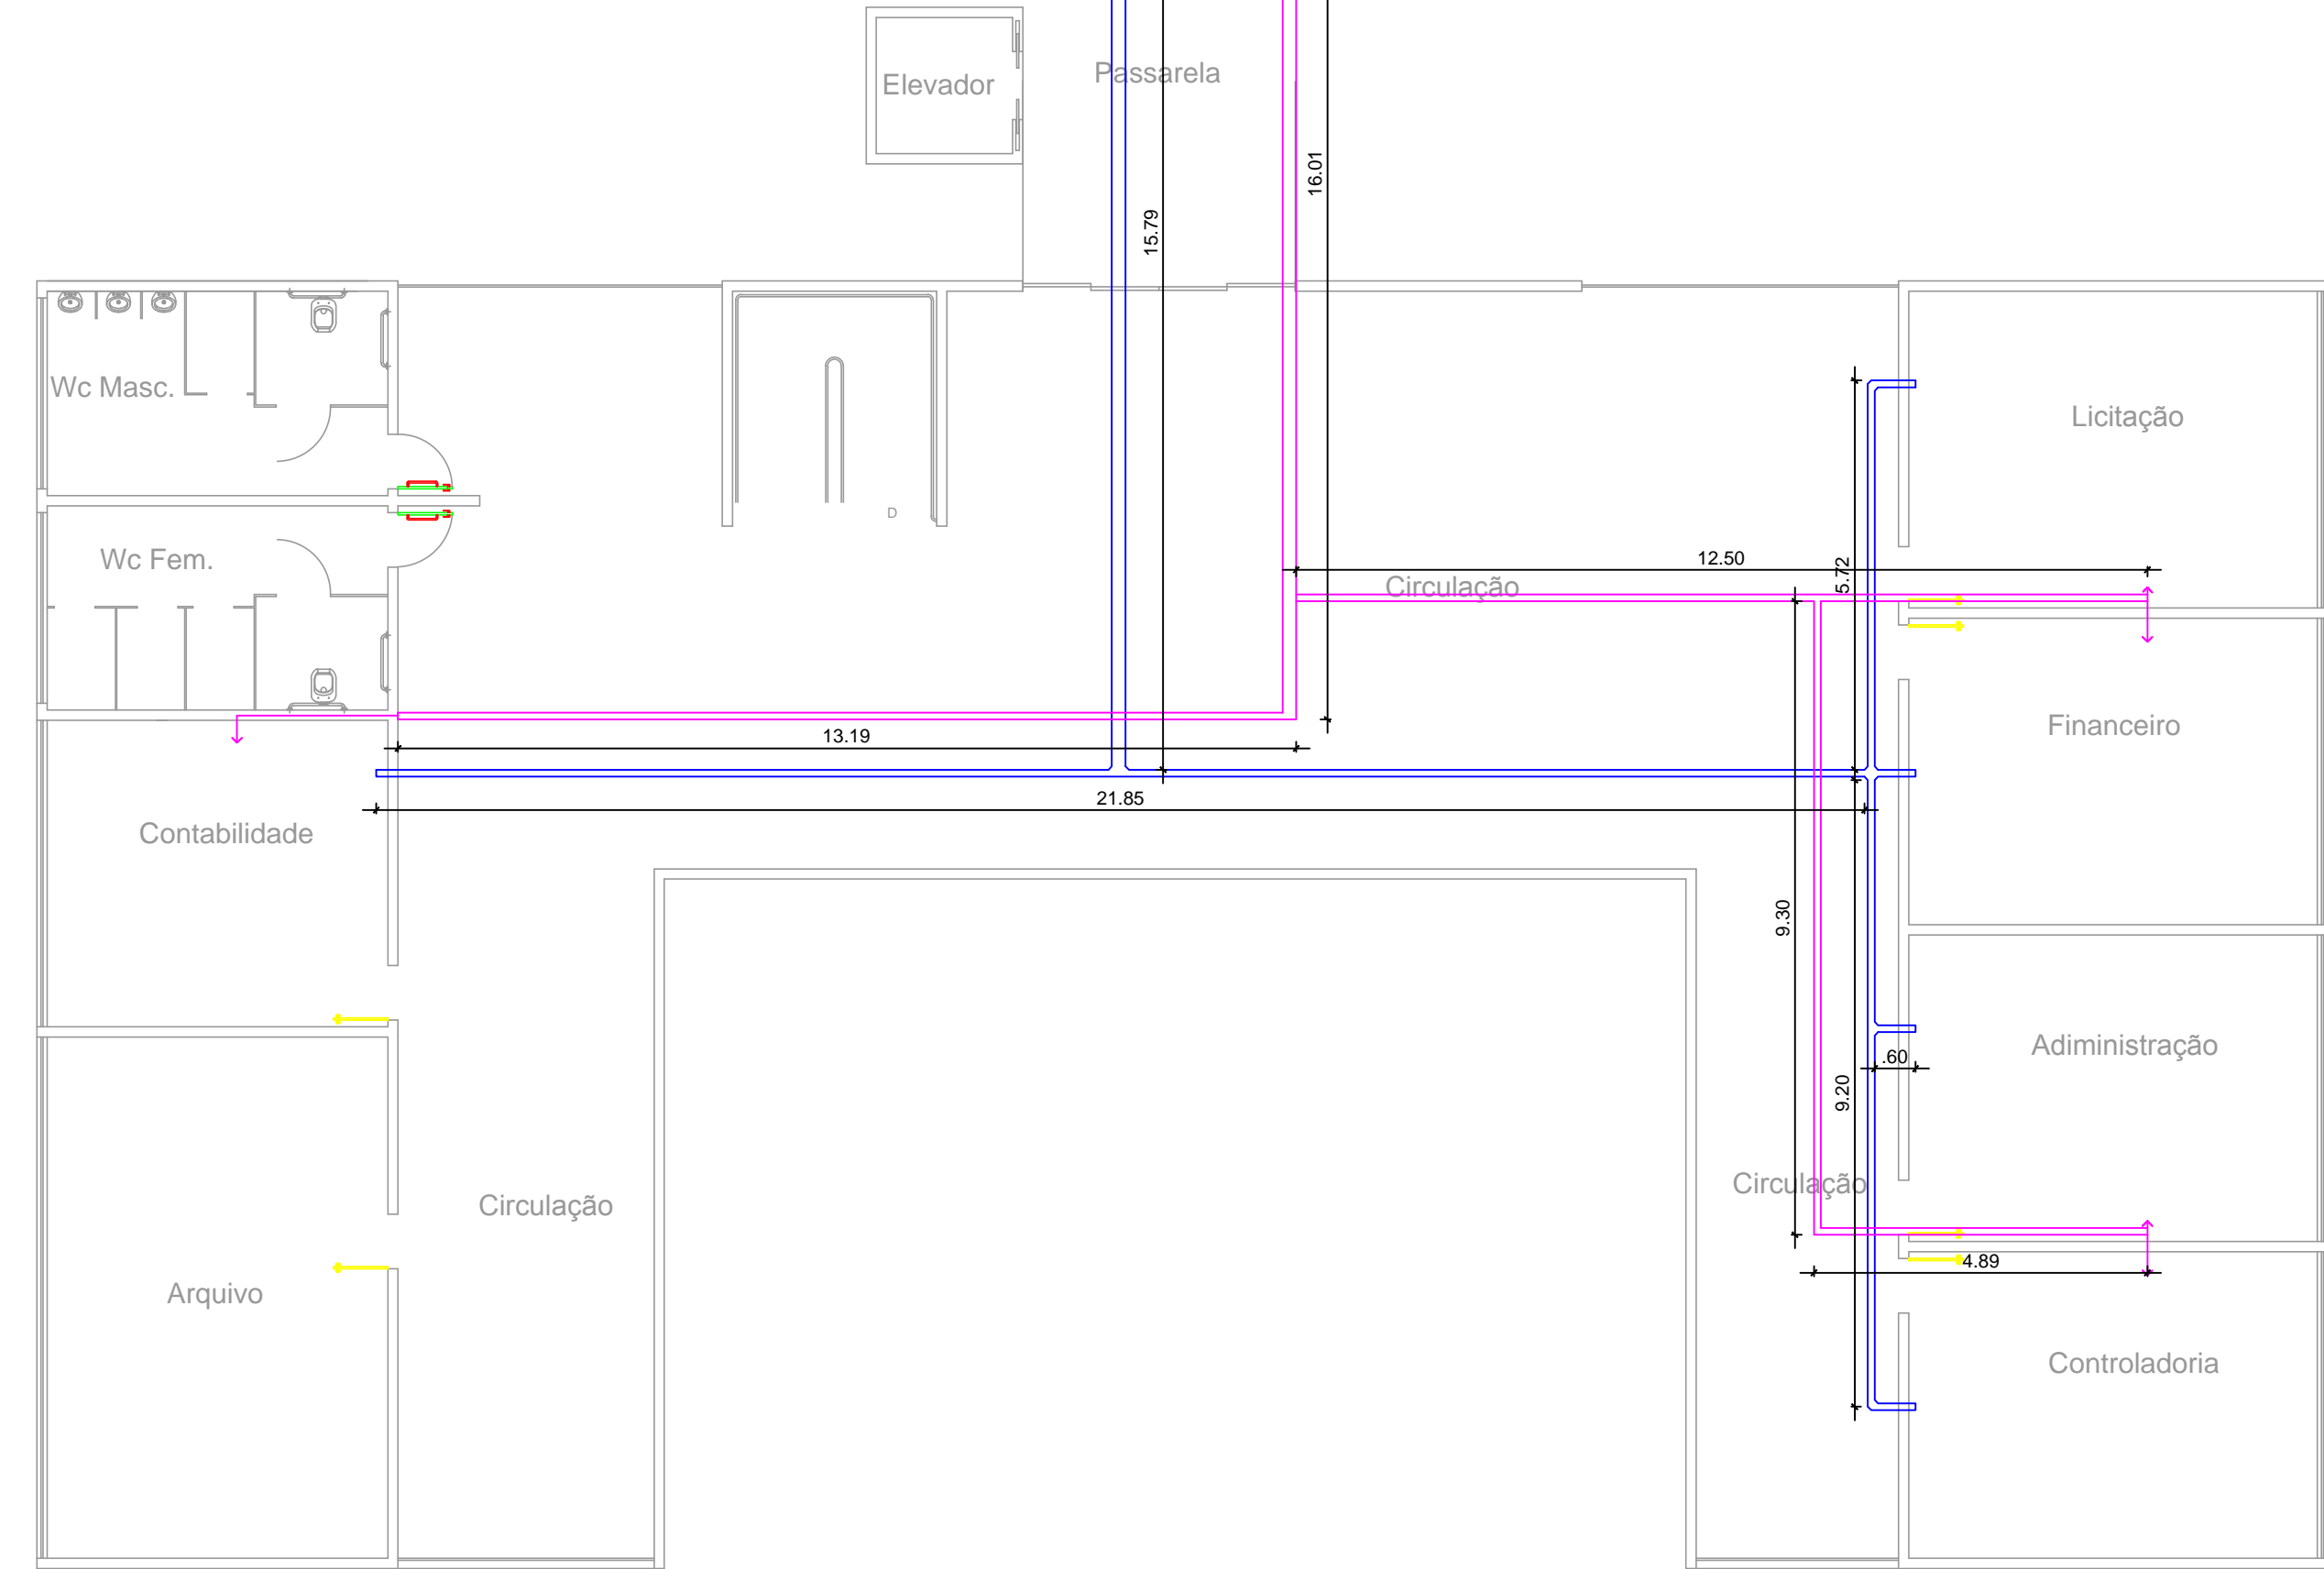 Passarela
Elevador
16.01
15.79
Wc Masc.
Licitação
D
Wc Fem.
12.50
5.72
Circulação
Financeiro
13.19
21.85
Contabilidade
9.30
Adiministração
.60
9.20
Circulação
Circulação
4.89
Arquivo
Controladoria